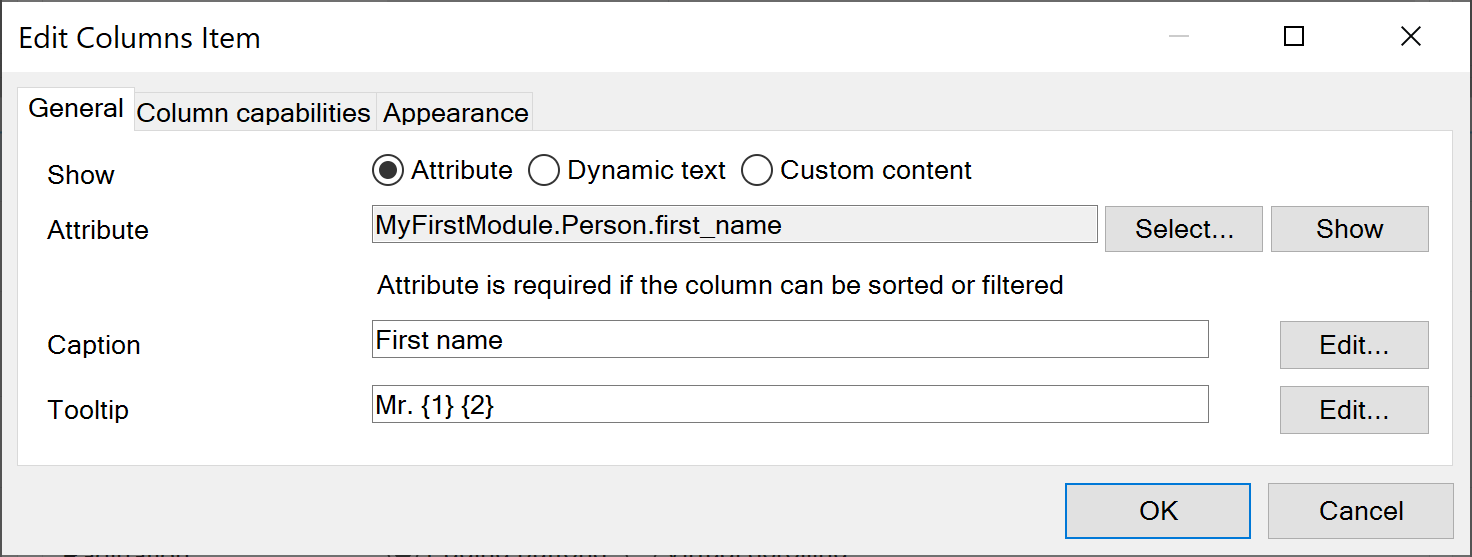 Edit Columns Item
General Column capabilities Appearance
Show Attribute Dynamic text Custom content
Attribute MyFirstModule.Person.first_name Select... Show
Attribute is required if the column can be sorted or filtered
Caption First name Edit...
Tooltip Mr. {1} {2} Edit...
OK Cancel